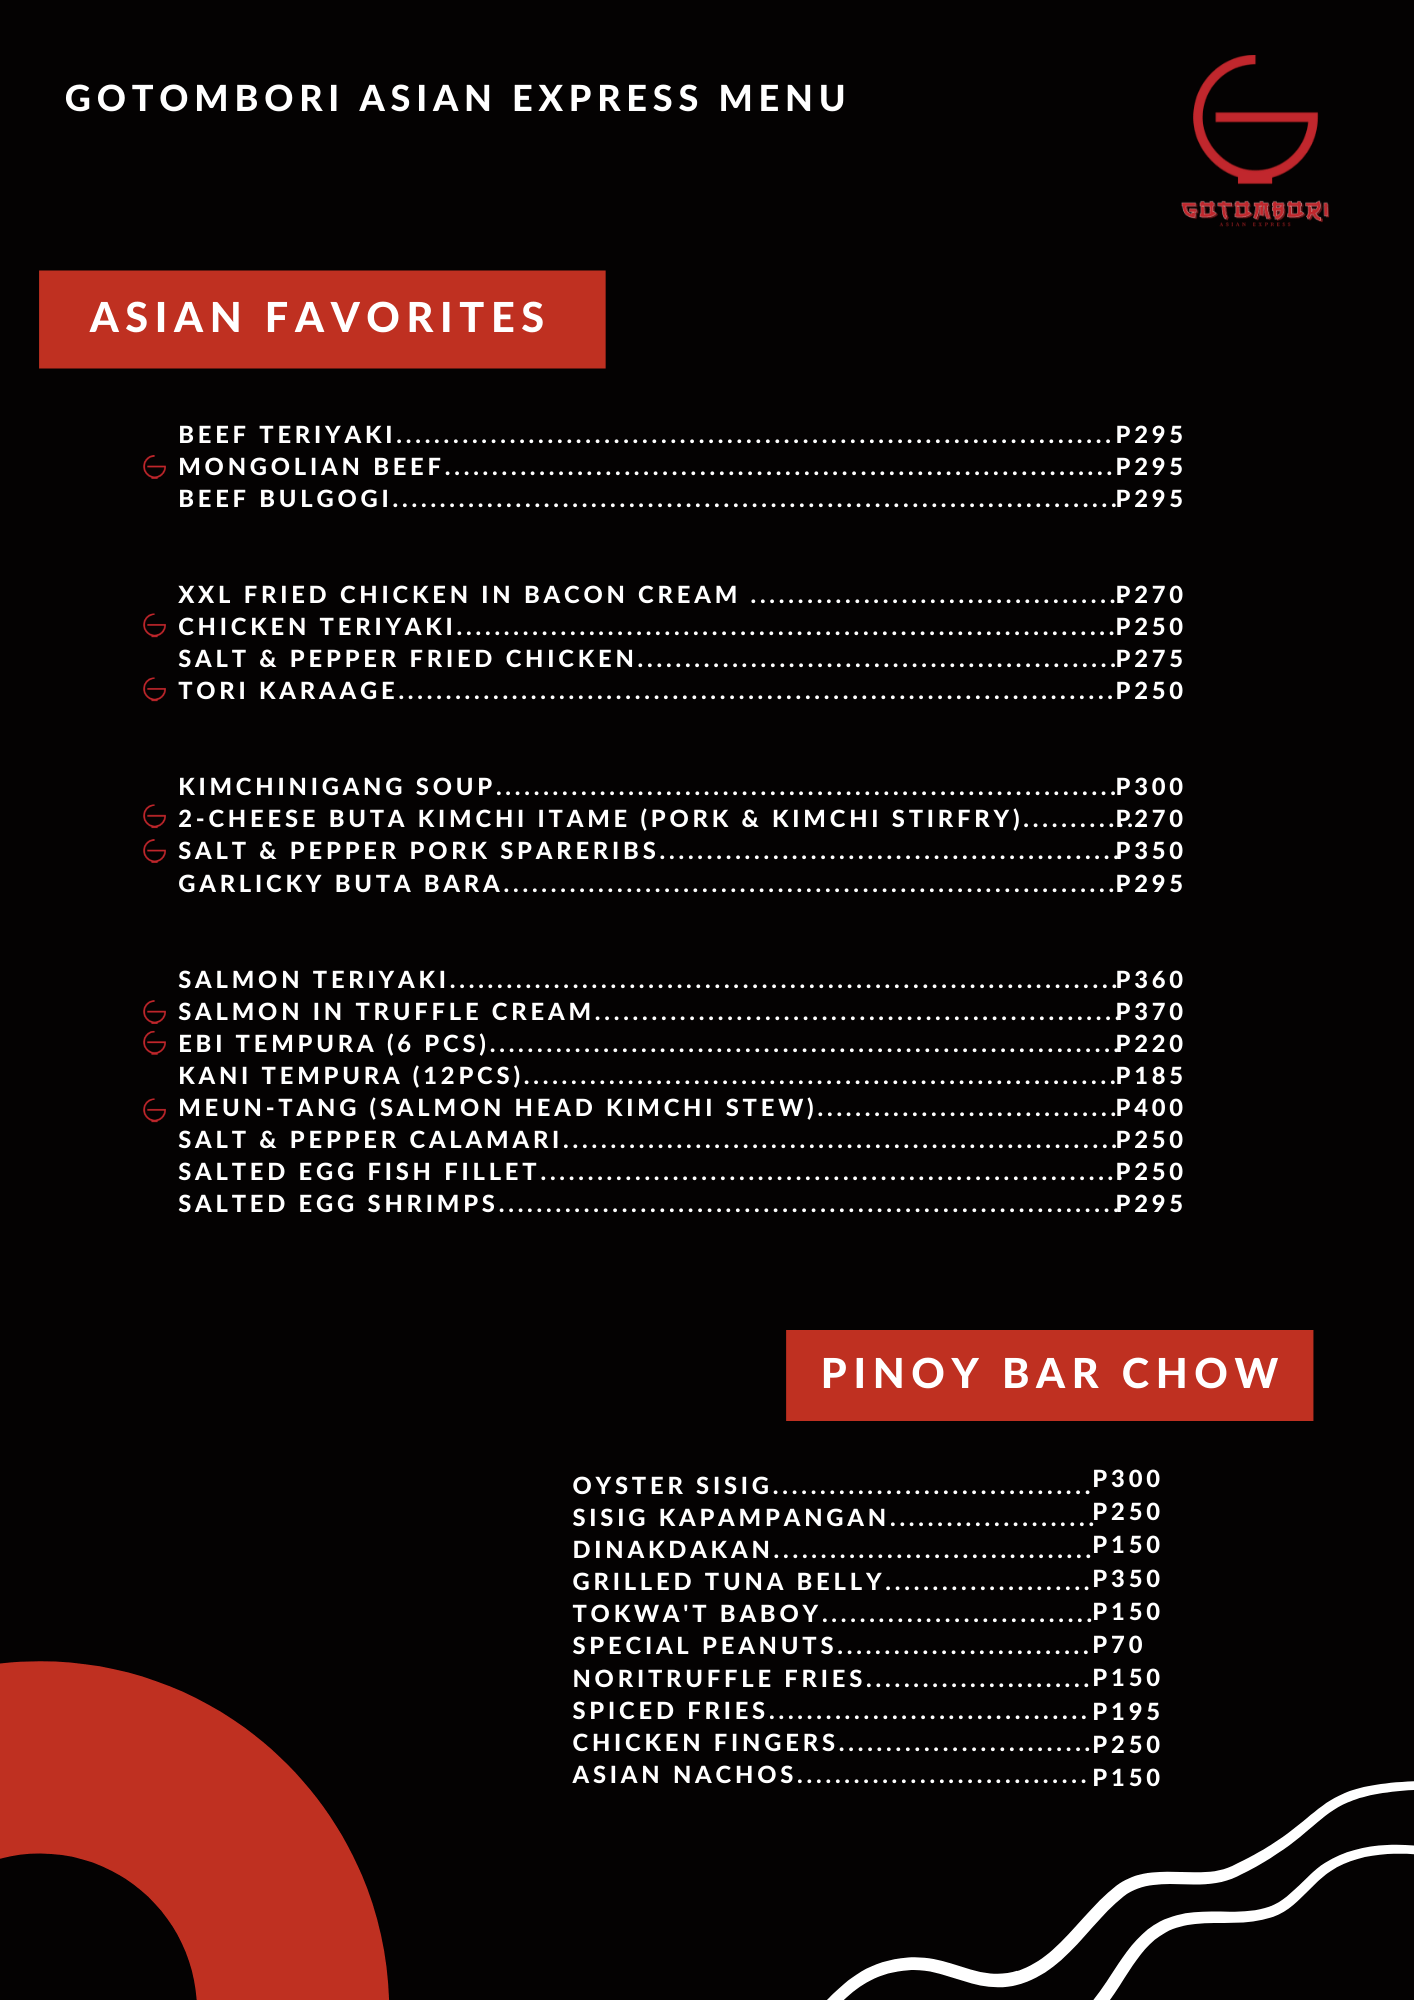 GOTOMBORI ASIAN EXPRESS MENU
GOTOMBORI
ASIAN EXPRESS
ASIAN FAVORITES
BEEF TERIYAKI............................................................................P295
MONGOLIAN BEEF.......................................................................P295
BEEF BULGOGI.............................................................................P295
XXL FRIED CHICKEN IN BACON CREAM .......................................P270
CHICKEN TERIYAKI......................................................................P250
SALT & PEPPER FRIED CHICKEN...................................................P275
TORI KARAAGE............................................................................P250
KIMCHINIGANG SOUP..................................................................P300
2-CHEESE BUTA KIMCHI ITAME (PORK & KIMCHI STIRFRY)............P270
SALT & PEPPER PORK SPARERIBS.................................................P350
GARLICKY BUTA BARA.................................................................P295
SALMON TERIYAKI.......................................................................P360
SALMON IN TRUFFLE CREAM........................................................P370
EBI TEMPURA (6 PCS)...................................................................P220
KANI TEMPURA (12PCS)...............................................................P185
MEUN-TANG (SALMON HEAD KIMCHI STEW)................................P400
SALT & PEPPER CALAMARI...........................................................P250
SALTED EGG FISH FILLET.............................................................P250
SALTED EGG SHRIMPS..................................................................P295
PINOY BAR CHOW
OYSTER SISIG..................................P300
SISIG KAPAMPANGAN......................P250
DINAKDAKAN..................................P150
GRILLED TUNA BELLY......................P350
TOKWA'T BABOY.............................P150
SPECIAL PEANUTS...........................P70
NORITRUFFLE FRIES........................P150
SPICED FRIES..................................P195
CHICKEN FINGERS...........................P250
ASIAN NACHOS...............................P150